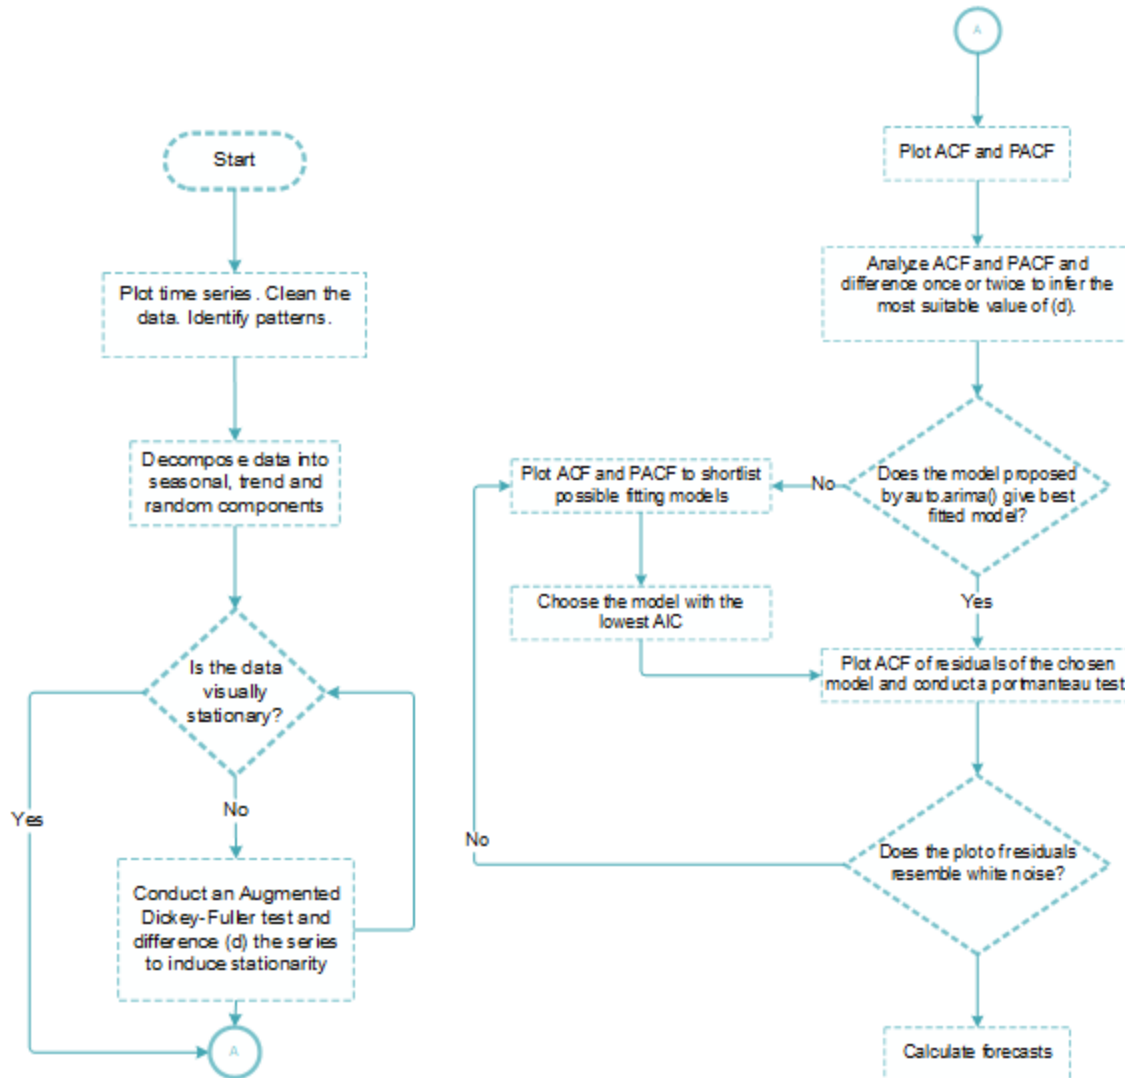 Start
Plot time series. Clean the
data. Identify patterns.
Decompose data into
seasonal, trend and
random components
Is the data
visually
stationary?
Yes
No
Conduct an Augmented
Dickey-Fuller test and
difference (d) the series
to induce stationarity
A
A
Plot ACF and PACF
Analyze ACF and PACF and
difference once or twice to infer the
most suitable value of (d).
Does the model proposed
by auto.arima() give best
fitted model?
No
Plot ACF and PACF to shortlist
possible fitting models
Choose the model with the
lowest AIC
Yes
Plot ACF of residuals of the chosen
model and conduct a portmanteau test
Does the plot of residuals
resemble white noise?
No
Calculate forecasts